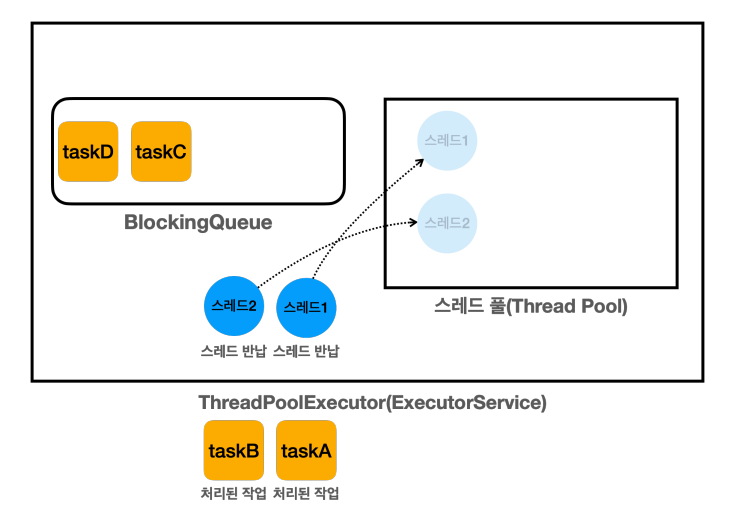 taskD
taskC
BlockingQueue
스레드1
스레드2
스레드 풀(Thread Pool)
스레드2
스레드1
스레드 반납
스레드 반납
ThreadPoolExecutor(ExecutorService)
taskB
taskA
처리된 작업
처리된 작업